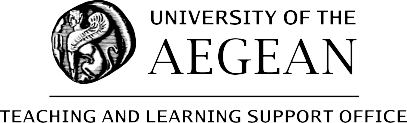 UNIVERSITY OF THE
AEGEAN
TEACHING AND LEARNING SUPPORT OFFICE